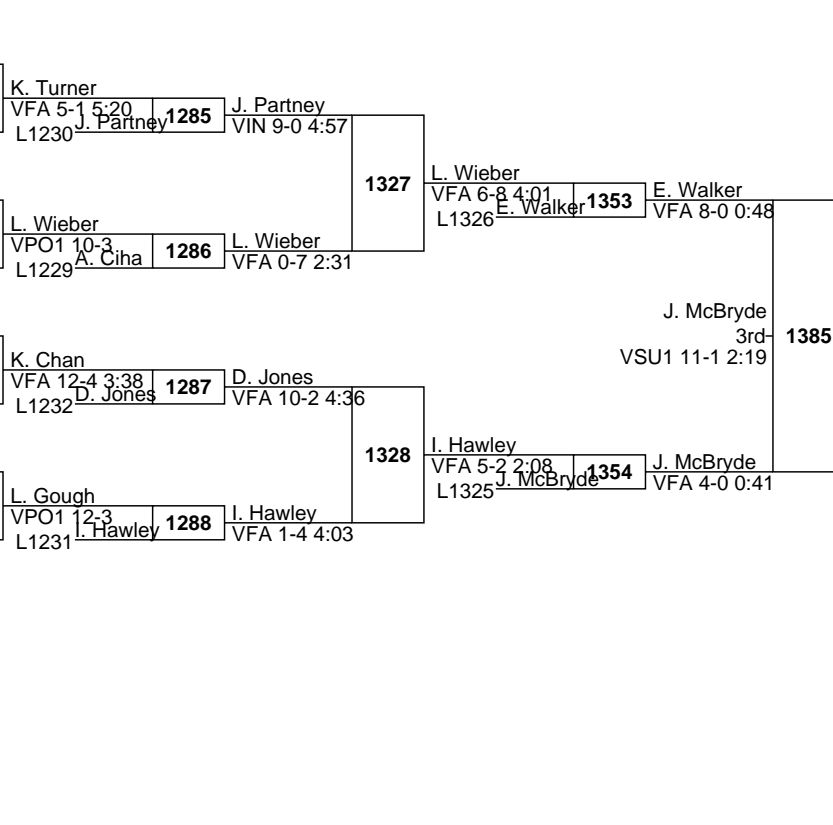 K. Turner
VFA 5-1 5:20
L1230 J. Partney
1285
J. Partney
VIN 9-0 4:57
1327
L. Wieber
VPO1 10-3
L1229 A. Ciha
1286
L. Wieber
VFA 0-7 2:31
L. Wieber
VFA 6-8 4:01
L1326 E. Walker
1353
E. Walker
VFA 8-0 0:48
K. Chan
VFA 12-4 3:38
L1232 D. Jones
1287
D. Jones
VFA 10-2 4:36
1328
L. Gough
VPO1 12-3
L1231 I. Hawley
1288
I. Hawley
VFA 1-4 4:03
I. Hawley
VFA 5-2 2:08
L1325 J. McBryde
1354
J. McBryde
VFA 4-0 0:41
J. McBryde
3rd
VSU1 11-1 2:19
1385